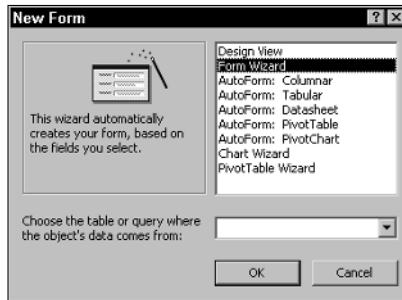 New Form
Design View
Form Wizard
AutoForm: Columnar
AutoForm: Tabular
AutoForm: Datasheet
AutoForm: PivotTable
AutoForm: PivotChart
Chart Wizard
PivotTable Wizard
This wizard automatically
creates your form, based on
the fields you select.
Choose the table or query where
the object's data comes from:
OK
Cancel